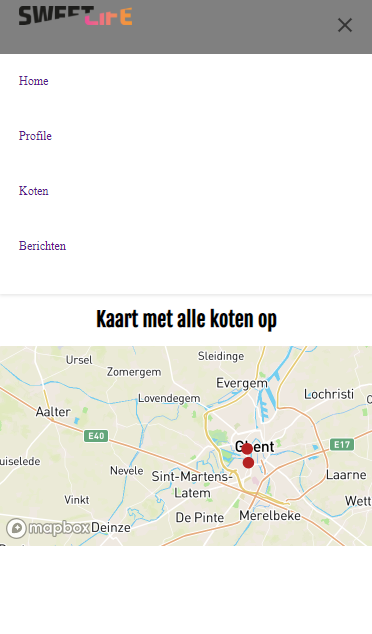 SWEET LIFE
Home
Profile
Koten
Berichten
Kaart met alle koten op
Ursel
Sleidinge
Zomergem
Evergem
Lovendegem
Lochristi
Aalter
E40
Ghent
E17
uiselede
Nevele
Sint-Martens-
Latem
Laarne
Vinkt
Wett
De Pinte
Merelbeke
mapbox
Deinze